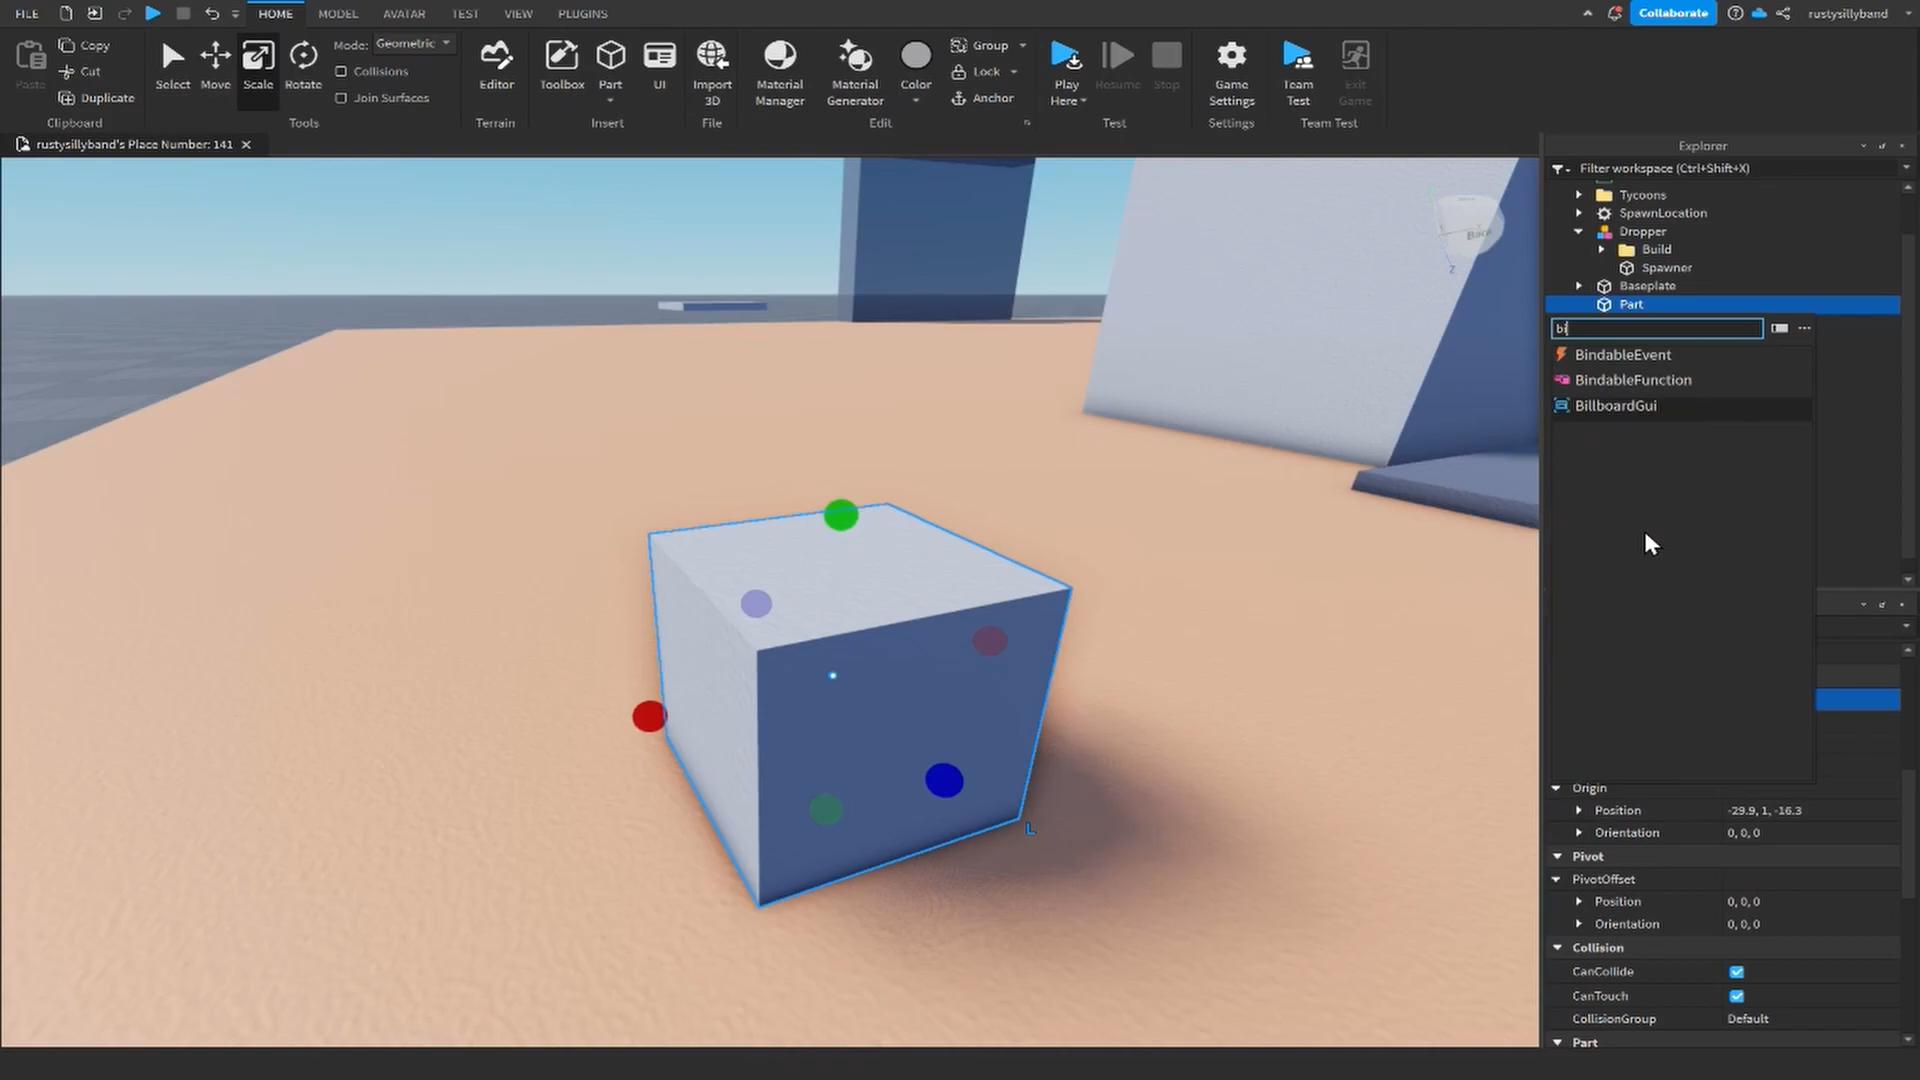 FILE HOME MODEL AVATAR TEST VIEW PLUGINS Collaborate rustysillyband
Paste Copy Cut Duplicate Clipboard
Select Move Scale Rotate Mode: Geometric Collisions Join Surfaces Tools
Editor Terrain
Toolbox Part UI Insert
Import 3D File
Material Manager Material Generator Color Group Lock Anchor Edit
Play Here Resume Stop Test
Game Settings Settings
Team Test Exit Game Team Test
rustysillyband's Place Number: 141
Back
Z
L
Explorer
Filter workspace (Ctrl+Shift+X)
Tycoons
SpawnLocation
Dropper
Build
Spawner
Baseplate
Part
bi
BindableEvent
BindableFunction
BillboardGui
Origin
Position -29.9, 1, -16.3
Orientation 0, 0, 0
Pivot
PivotOffset
Position 0, 0, 0
Orientation 0, 0, 0
Collision
CanCollide
CanTouch
CollisionGroup Default
Part